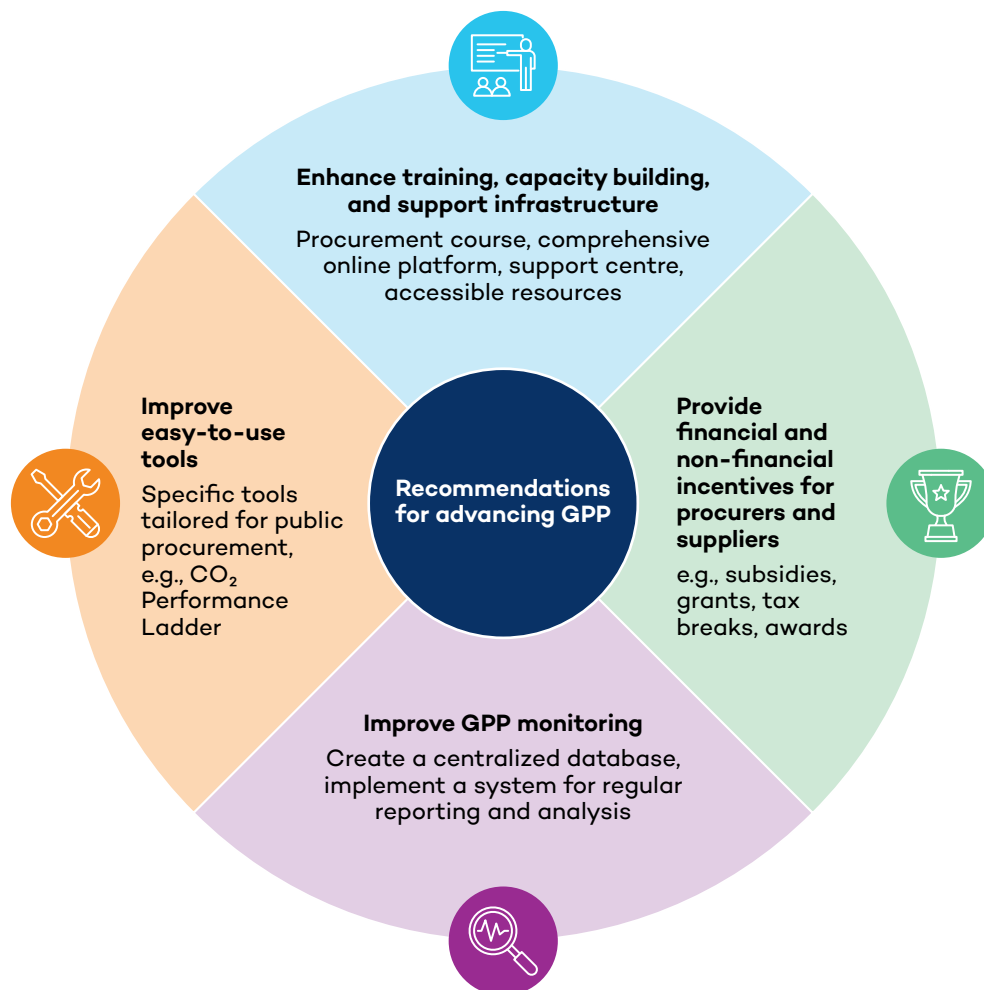 Enhance training, capacity building,
and support infrastructure
Procurement course, comprehensive
online platform, support centre,
accessible resources
Improve
easy-to-use
tools
Specific tools
tailored for public
procurement,
e.g., CO₂
Performance
Ladder
Recommendations
for advancing GPP
Provide
financial and
non-financial
incentives for
procurers and
suppliers
e.g., subsidies,
grants, tax
breaks, awards
Improve GPP monitoring
Create a centralized database,
implement a system for regular
reporting and analysis